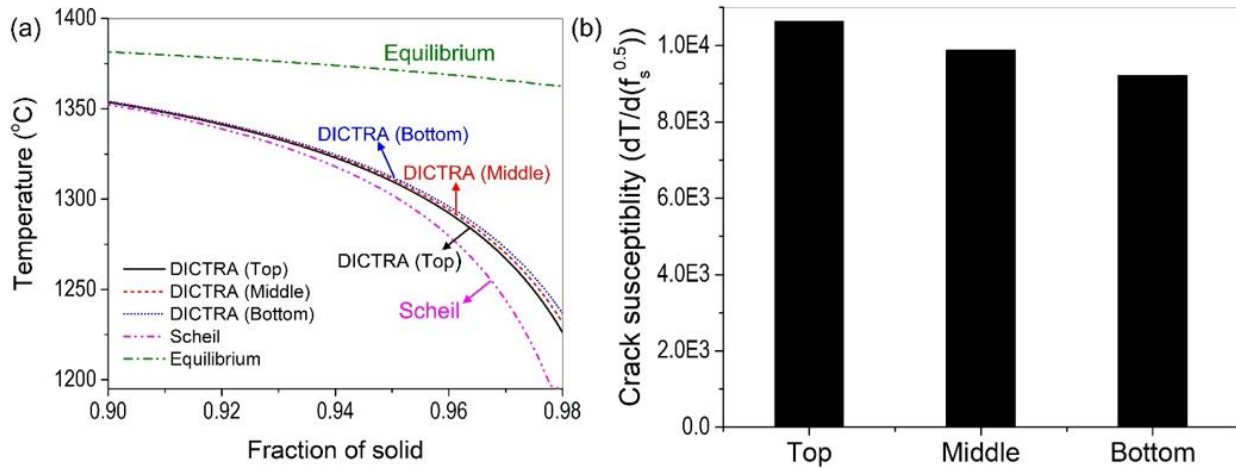 (a)
Temperature (°C)
1400
1350
1300
1250
1200
Equilibrium
DICTRA (Bottom)
DICTRA (Middle)
DICTRA (Top)
Scheil
DICTRA (Top)
DICTRA (Middle)
DICTRA (Bottom)
Scheil
Equilibrium
0.90 0.92 0.94 0.96 0.98
Fraction of solid
(b)
Crack susceptiblity (dT/d(fₛ⁰·⁵))
1.0E4
8.0E3
6.0E3
4.0E3
2.0E3
0.0
Top Middle Bottom